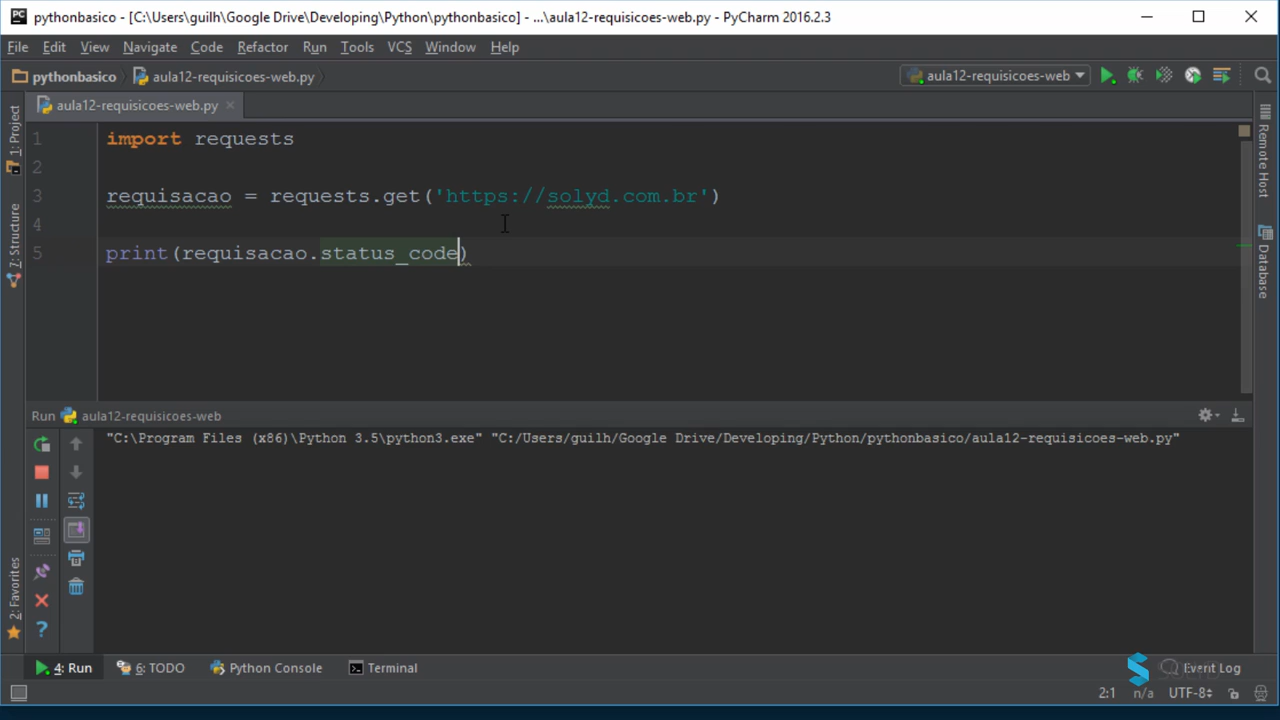 pythonbasico - [C:\Users\guilh\Google Drive\Developing\Python\pythonbasico] - ...\aula12-requisicoes-web.py - PyCharm 2016.2.3
File Edit View Navigate Code Refactor Run Tools VCS Window Help
pythonbasico aula12-requisicoes-web.py aula12-requisicoes-web
aula12-requisicoes-web.py
1: Project
7: Structure
2: Favorites
Remote Host
Database
1 import requests
2
3 requisacao = requests.get('https://solyd.com.br')
4
5 print(requisacao.status_code)
Run aula12-requisicoes-web
"C:\Program Files (x86)\Python 3.5\python3.exe" "C:/Users/guilh/Google Drive/Developing/Python/pythonbasico/aula12-requisicoes-web.py"
4: Run 6: TODO Python Console Terminal Event Log
2:1 n/a UTF-8